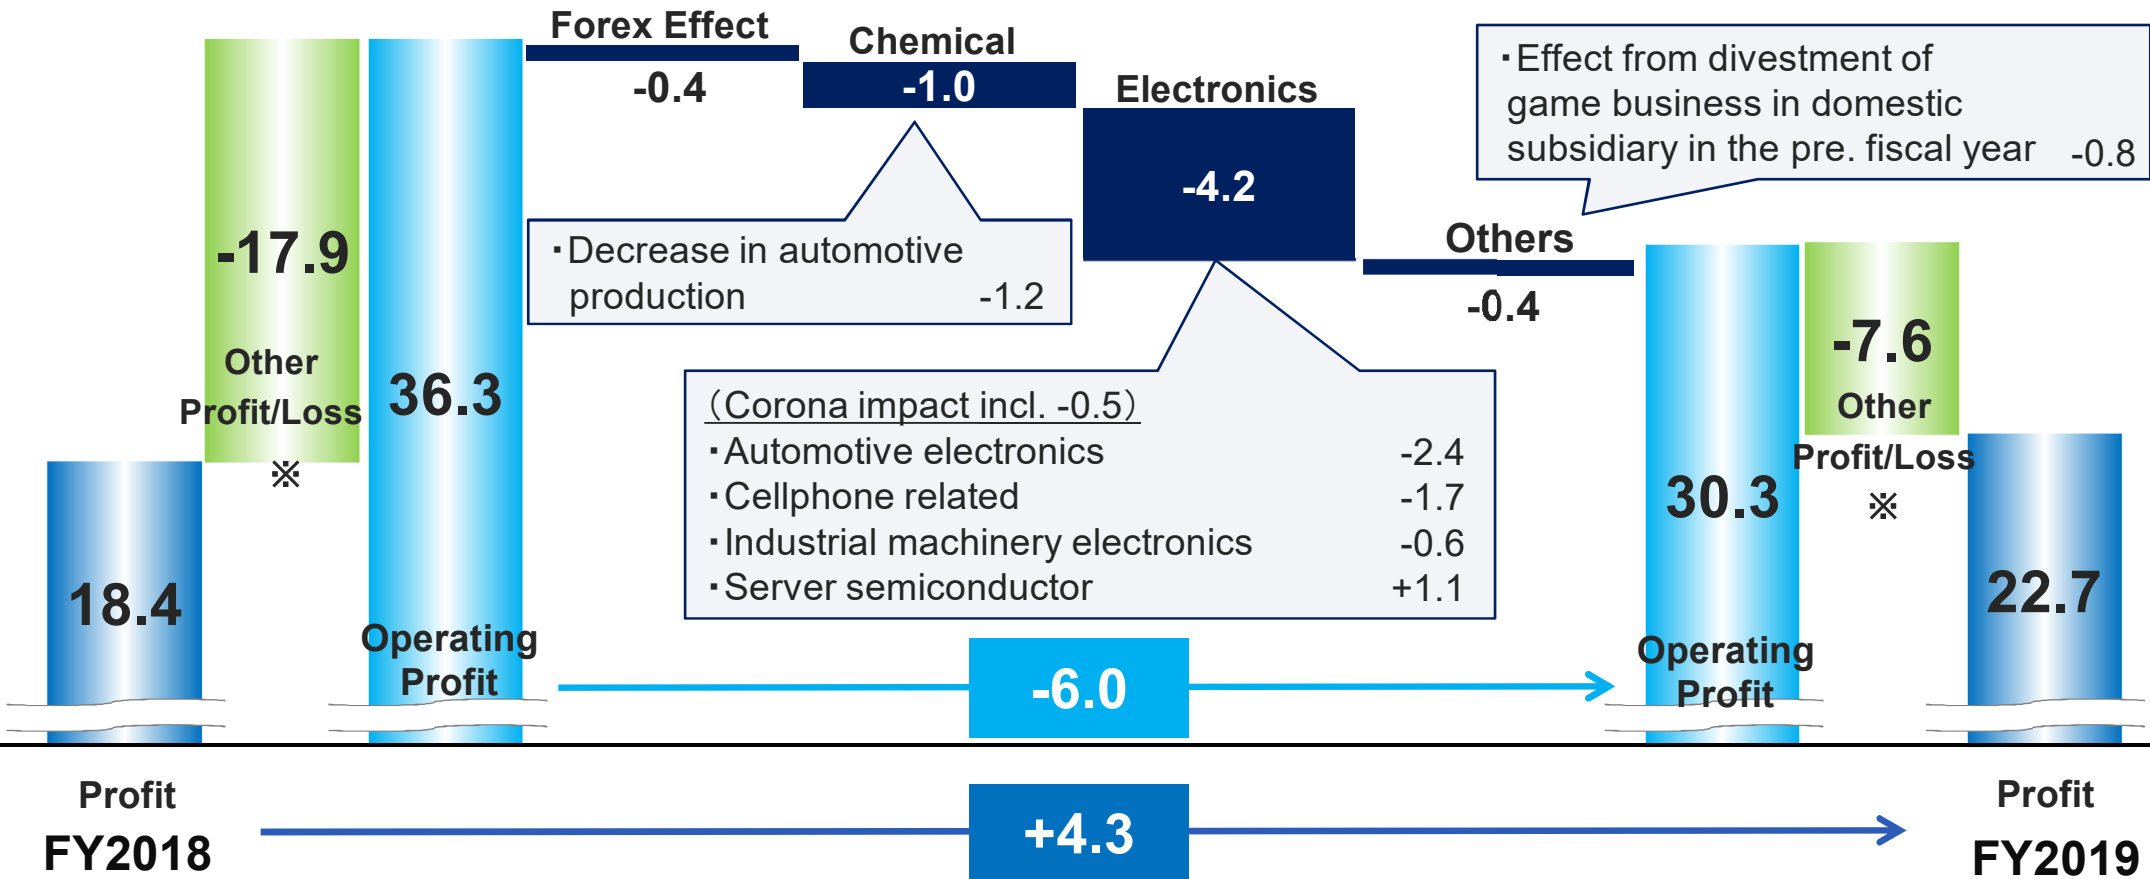 Forex Effect
-0.4
Chemical
-1.0
Electronics
-4.2
Others
-0.4
・Effect from divestment of
game business in domestic
subsidiary in the pre. fiscal year -0.8
・Decrease in automotive
production -1.2
（Corona impact incl. -0.5）
・Automotive electronics -2.4
・Cellphone related -1.7
・Industrial machinery electronics -0.6
・Server semiconductor +1.1
-17.9
Other
Profit/Loss
※
36.3
Operating
Profit
18.4
30.3
Operating
Profit
-7.6
Other
Profit/Loss
※
22.7
-6.0
Profit
FY2018
+4.3
Profit
FY2019